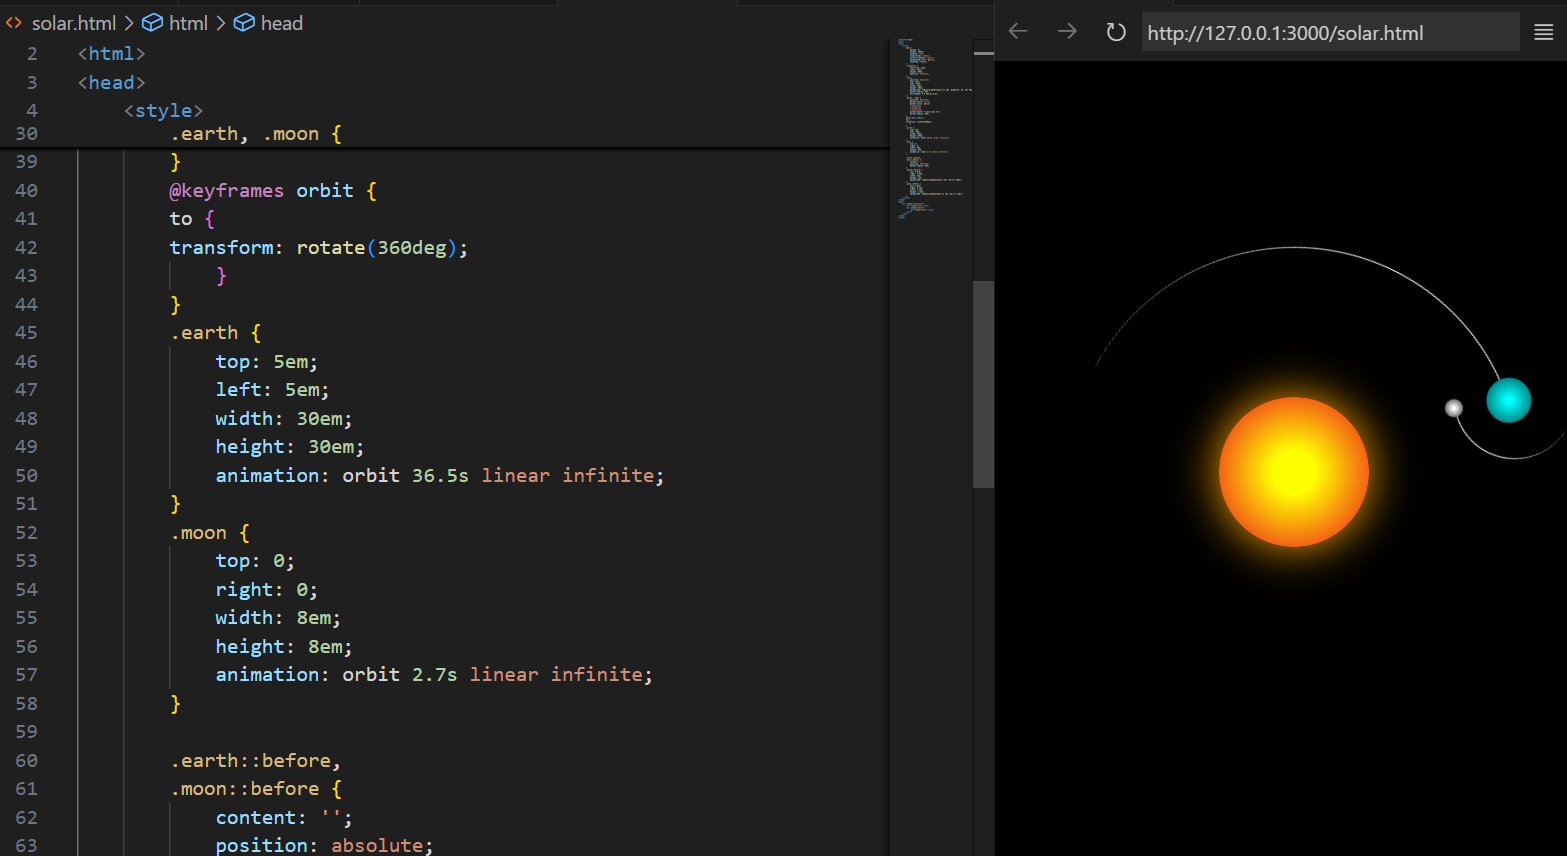 solar.html > html > head
2 <html>
3 <head>
4 <style>
30 .earth, .moon {
39 }
40 @keyframes orbit {
41 to {
42 transform: rotate(360deg);
43 }
44 }
45 .earth {
46 top: 5em;
47 left: 5em;
48 width: 30em;
49 height: 30em;
50 animation: orbit 36.5s linear infinite;
51 }
52 .moon {
53 top: 0;
54 right: 0;
55 width: 8em;
56 height: 8em;
57 animation: orbit 2.7s linear infinite;
58 }
59
60 .earth::before,
61 .moon::before {
62 content: '';
63 position: absolute;
http://127.0.0.1:3000/solar.html